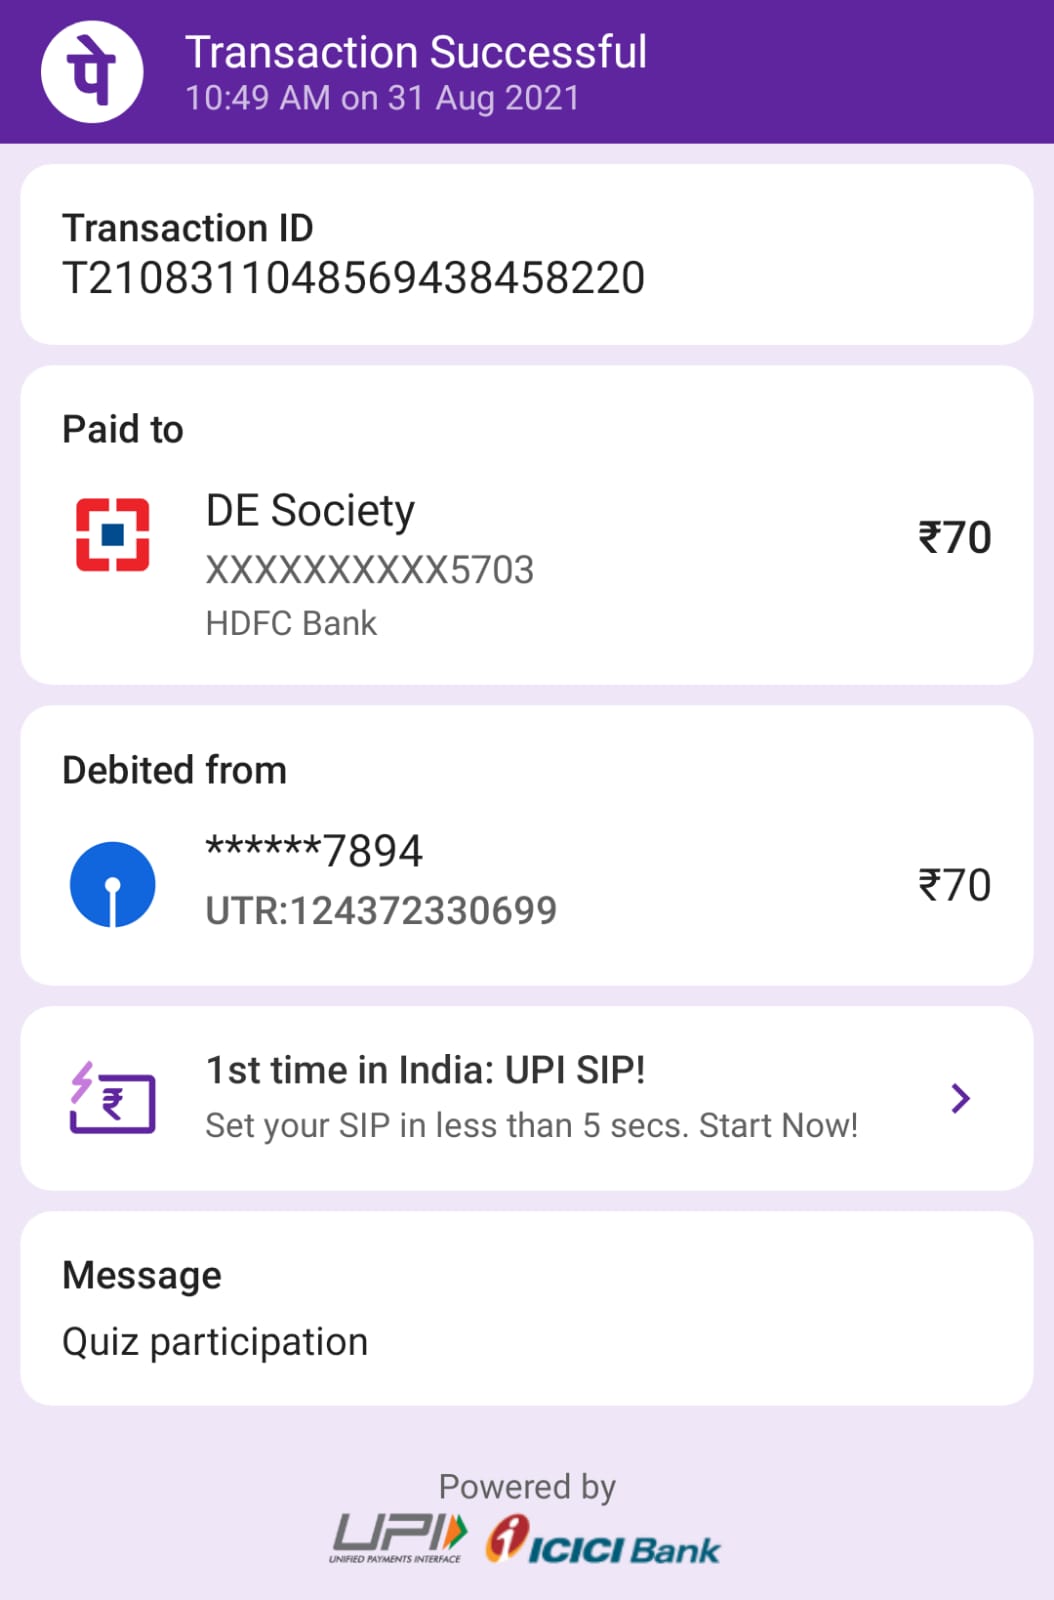 पे
Transaction Successful
10:49 AM on 31 Aug 2021
Transaction ID
T2108311048569438458220
Paid to
DE Society
₹70
XXXXXXXXXX5703
HDFC Bank
Debited from
******7894
₹70
UTR:124372330699
₹
1st time in India: UPI SIP!
Set your SIP in less than 5 secs. Start Now!
Message
Quiz participation
Powered by
UPI
UNIFIED PAYMENTS INTERFACE
i ICICI Bank